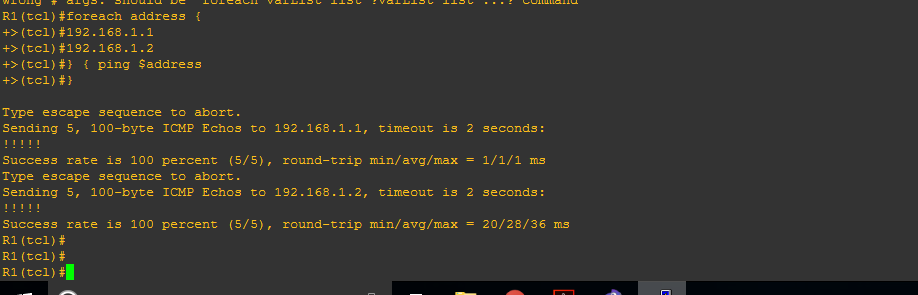 wrong # args: should be "foreach varList list ?varList list ...? command
R1(tcl)#foreach address {
+>(tcl)#192.168.1.1
+>(tcl)#192.168.1.2
+>(tcl)#} { ping $address
+>(tcl)#}
Type escape sequence to abort.
Sending 5, 100-byte ICMP Echos to 192.168.1.1, timeout is 2 seconds:
!!!!!
Success rate is 100 percent (5/5), round-trip min/avg/max = 1/1/1 ms
Type escape sequence to abort.
Sending 5, 100-byte ICMP Echos to 192.168.1.2, timeout is 2 seconds:
!!!!!
Success rate is 100 percent (5/5), round-trip min/avg/max = 20/28/36 ms
R1(tcl)#
R1(tcl)#
R1(tcl)#